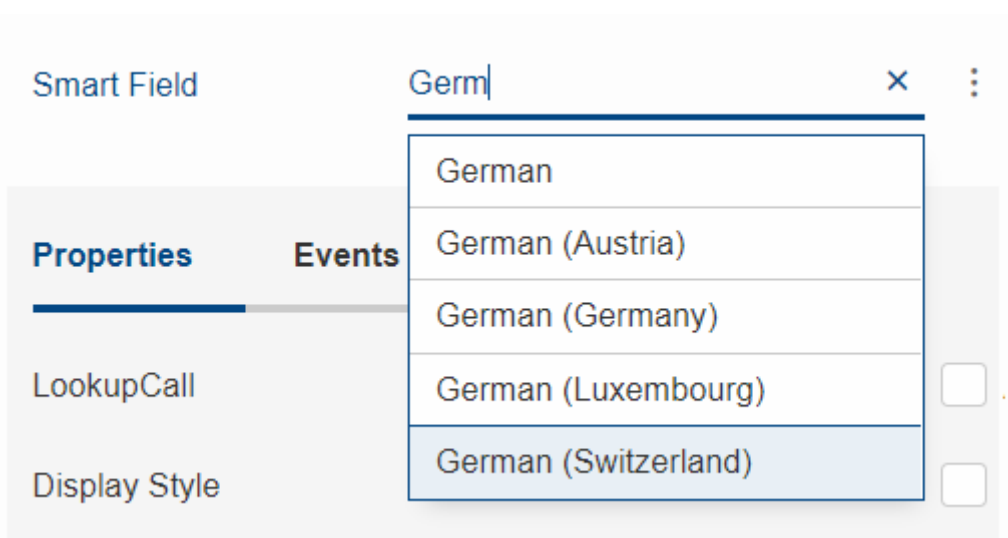 Smart Field
Germ
German
German (Austria)
German (Germany)
German (Luxembourg)
German (Switzerland)
Properties
Events
LookupCall
Display Style